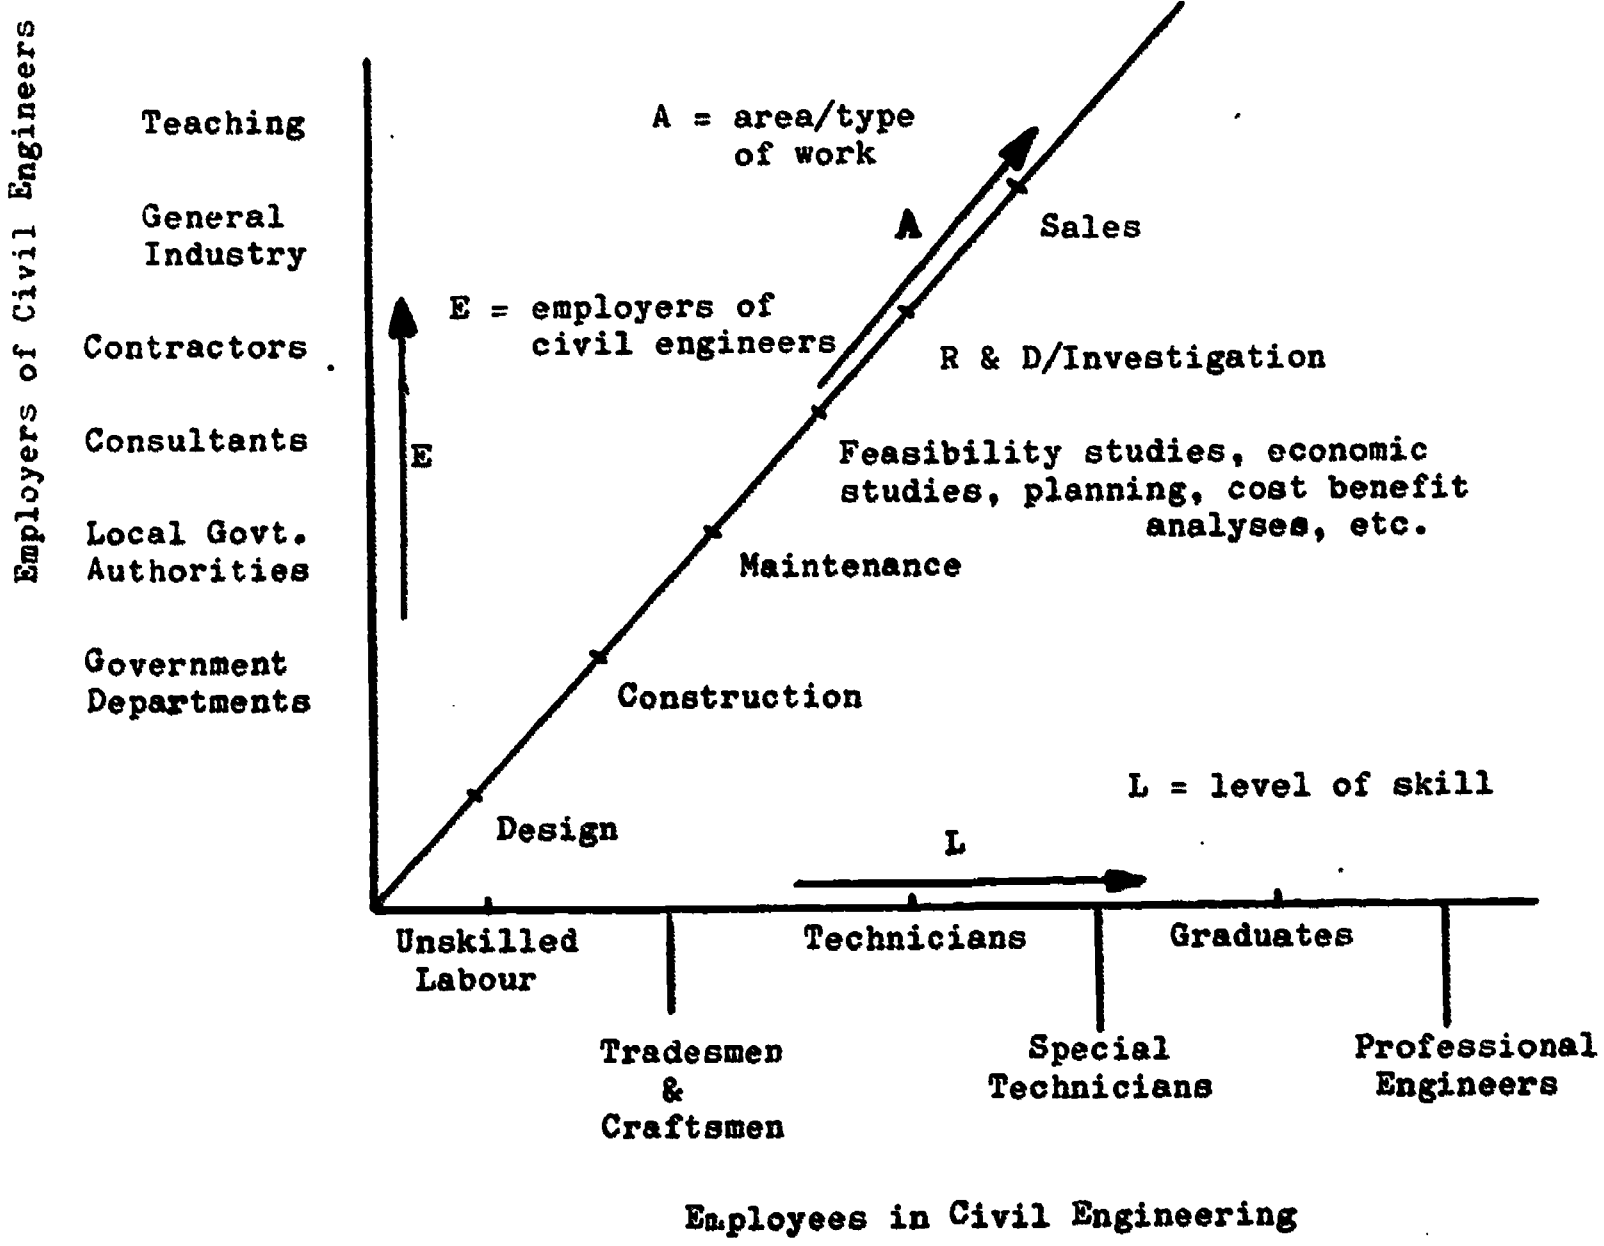 Employers of Civil Engineers
Teaching
General
Industry
Contractors
Consultants
Local Govt.
Authorities
Government
Departments
A = area/type
of work
A
Sales
E = employers of
civil engineers
E
R & D/Investigation
Feasibility studies, economic
studies, planning, cost benefit
analyses, etc.
Maintenance
Construction
Design
L = level of skill
L
Unskilled
Labour
Tradesmen
&
Craftsmen
Technicians
Special
Technicians
Graduates
Professional
Engineers
Employees in Civil Engineering